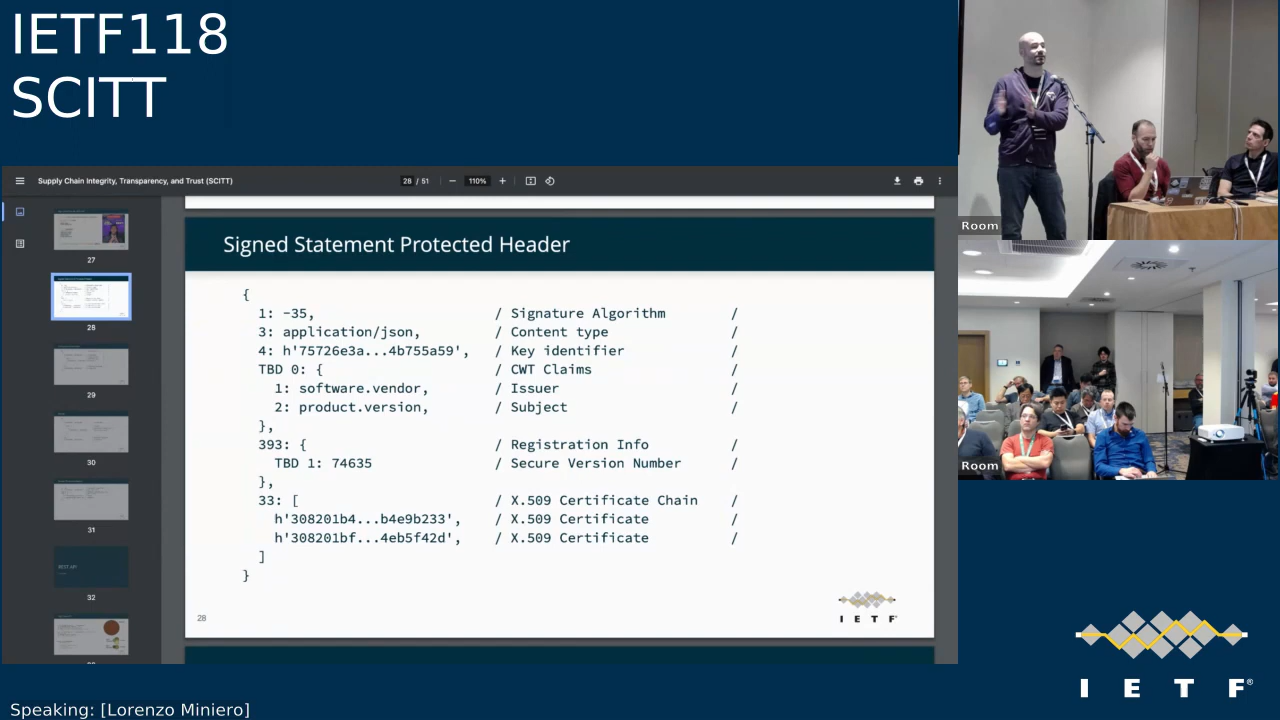 IETF118
SCITT
Supply Chain Integrity, Transparency, and Trust (SCITT)
28 / 51
110%
27
28
29
30
31
REST API
32
Signed Statement Protected Header
{
1: -35, / Signature Algorithm /
3: application/json, / Content type /
4: h'75726e3a...4b755a59', / Key identifier /
TBD 0: { / CWT Claims /
1: software.vendor, / Issuer /
2: product.version, / Subject /
},
393: { / Registration Info /
TBD 1: 74635 / Secure Version Number /
},
33: [ / X.509 Certificate Chain /
h'308201b4...b4e9b233', / X.509 Certificate /
h'308201bf...4eb5f42d', / X.509 Certificate /
]
}
28
I E T F
Room
Room
I E T F®
Speaking: [Lorenzo Miniero]